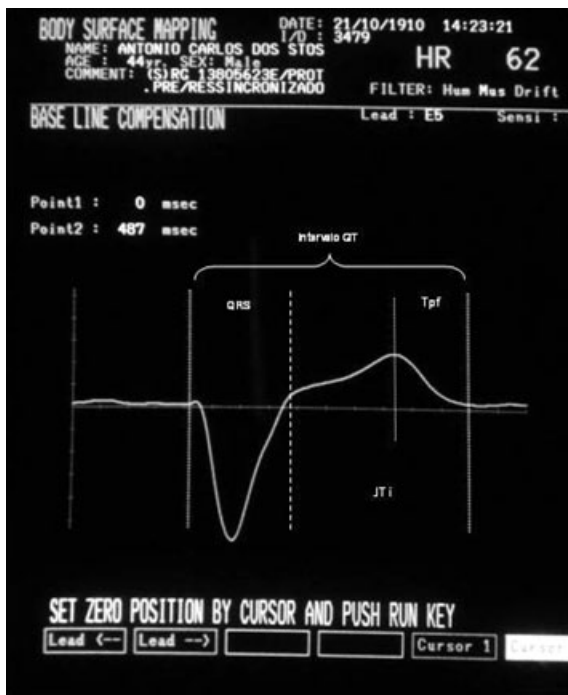 BODY SURFACE MAPPING DATE: 21/10/1910 14:23:21
I/D : 3479
NAME: ANTONIO CARLOS DOS STOS
AGE : 44yr. SEX: Male
HR 62
COMMENT: (S)RG 13805623E/PROT
.PRE/RESSINCRONIZADO
FILTER: Hum Mus Drift
BASE LINE COMPENSATION Lead : E5 Sensi :
Point1 : 0 msec
Point2 : 487 msec
Intervalo QT
QRS Tpf
JTi
SET ZERO POSITION BY CURSOR AND PUSH RUN KEY
Lead <-- Lead --> Cursor 1 Cursor